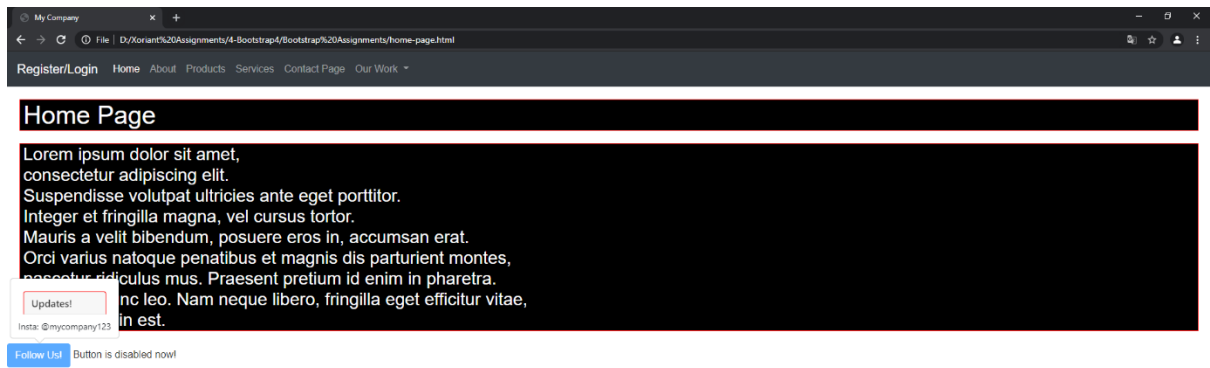 My Company
File | D:/Xoriant%20Assignments/4-Bootstrap4/Bootstrap%20Assignments/home-page.html
Register/Login Home About Products Services Contact Page Our Work
Home Page
Lorem ipsum dolor sit amet,
consectetur adipiscing elit.
Suspendisse volutpat ultricies ante eget porttitor.
Integer et fringilla magna, vel cursus tortor.
Mauris a velit bibendum, posuere eros in, accumsan erat.
Orci varius natoque penatibus et magnis dis parturient montes,
nascetur ridiculus mus. Praesent pretium id enim in pharetra.
nc leo. Nam neque libero, fringilla eget efficitur vitae,
in est.
Updates!
Insta: @mycompany123
Follow Us! Button is disabled now!